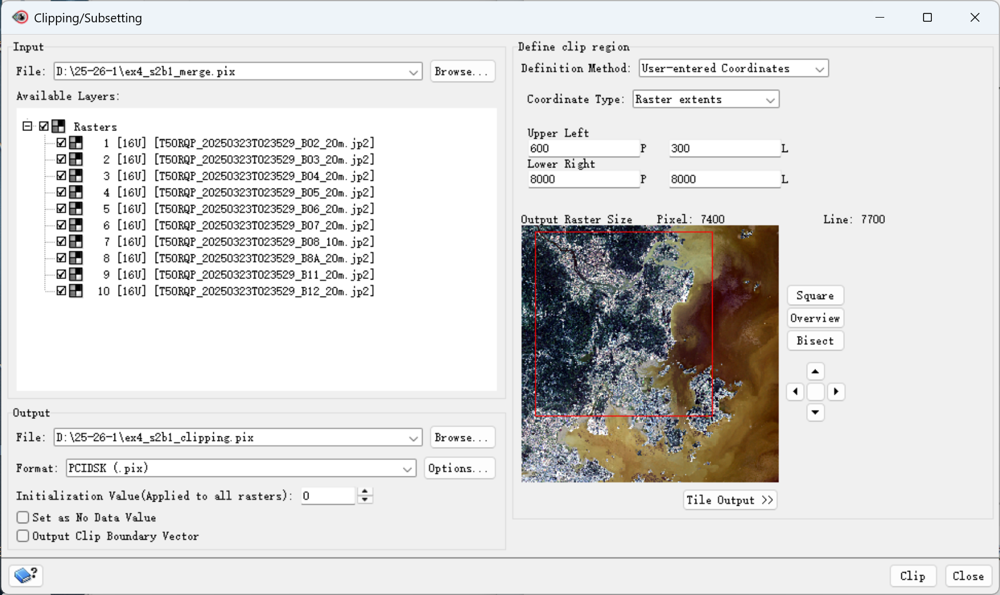 Clipping/Subsetting
Input
File: D:\25-26-1\ex4_s2b1_merge.pix Browse...
Available Layers:
Rasters
1 [16U] [T50RQP_20250323T023529_B02_20m.jp2]
2 [16U] [T50RQP_20250323T023529_B03_20m.jp2]
3 [16U] [T50RQP_20250323T023529_B04_20m.jp2]
4 [16U] [T50RQP_20250323T023529_B05_20m.jp2]
5 [16U] [T50RQP_20250323T023529_B06_20m.jp2]
6 [16U] [T50RQP_20250323T023529_B07_20m.jp2]
7 [16U] [T50RQP_20250323T023529_B08_10m.jp2]
8 [16U] [T50RQP_20250323T023529_B8A_20m.jp2]
9 [16U] [T50RQP_20250323T023529_B11_20m.jp2]
10 [16U] [T50RQP_20250323T023529_B12_20m.jp2]
Output
File: D:\25-26-1\ex4_s2b1_clipping.pix Browse...
Format: PCIDSK (.pix) Options...
Initialization Value(Applied to all rasters): 0
Set as No Data Value
Output Clip Boundary Vector
Define clip region
Definition Method: User-entered Coordinates
Coordinate Type: Raster extents
Upper Left
600 P 300 L
Lower Right
8000 P 8000 L
Output Raster Size Pixel: 7400 Line: 7700
Square
Overview
Bisect
Tile Output >>
?
Clip Close